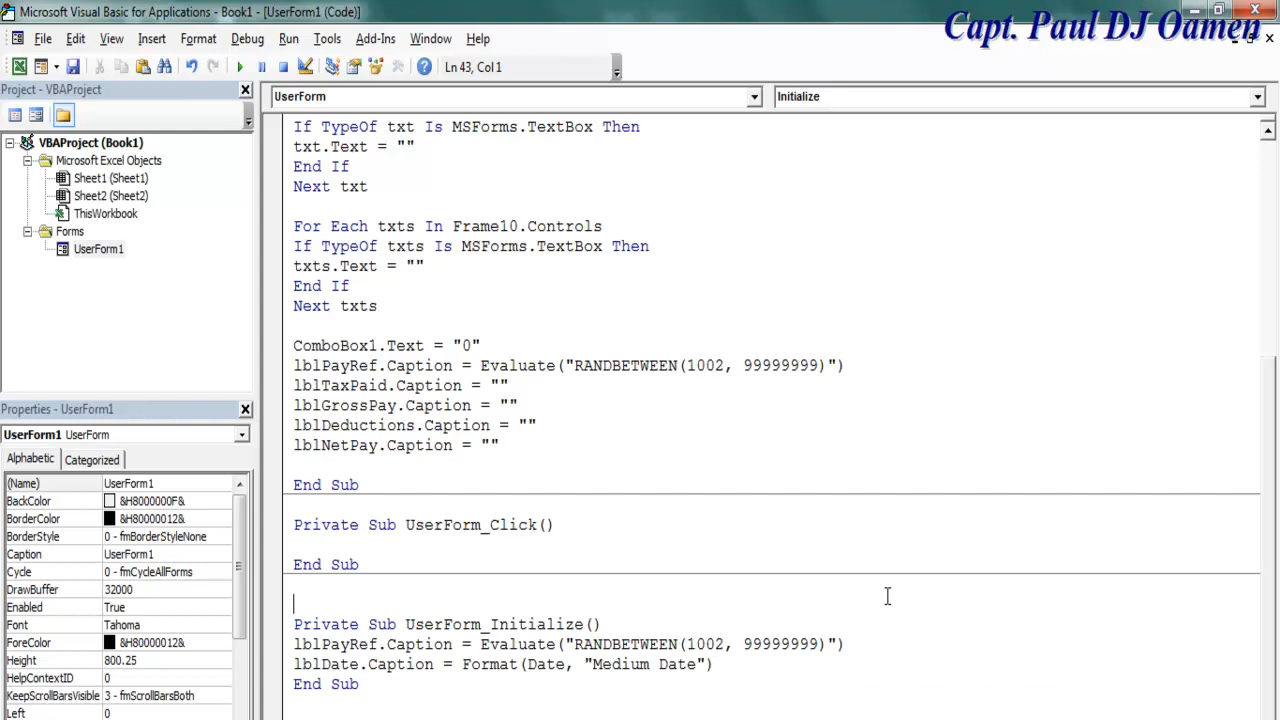 Microsoft Visual Basic for Applications - Book1 - [UserForm1 (Code)]
Capt. Paul DJ Oamen
File Edit View Insert Format Debug Run Tools Add-Ins Window Help
Ln 43, Col 1
Project - VBAProject
UserForm Initialize
VBAProject (Book1)
Microsoft Excel Objects
Sheet1 (Sheet1)
Sheet2 (Sheet2)
ThisWorkbook
Forms
UserForm1
Properties - UserForm1
UserForm1 UserForm
Alphabetic Categorized
(Name) UserForm1
BackColor &H8000000F&
BorderColor &H80000012&
BorderStyle 0 - fmBorderStyleNone
Caption UserForm1
Cycle 0 - fmCycleAllForms
DrawBuffer 32000
Enabled True
Font Tahoma
ForeColor &H80000012&
Height 800.25
HelpContextID 0
KeepScrollBarsVisible 3 - fmScrollBarsBoth
Left 0
If TypeOf txt Is MSForms.TextBox Then
txt.Text = ""
End If
Next txt
For Each txts In Frame10.Controls
If TypeOf txts Is MSForms.TextBox Then
txts.Text = ""
End If
Next txts
ComboBox1.Text = "0"
lblPayRef.Caption = Evaluate("RANDBETWEEN(1002, 99999999)")
lblTaxPaid.Caption = ""
lblGrossPay.Caption = ""
lblDeductions.Caption = ""
lblNetPay.Caption = ""
End Sub
Private Sub UserForm_Click()
End Sub
Private Sub UserForm_Initialize()
lblPayRef.Caption = Evaluate("RANDBETWEEN(1002, 99999999)")
lblDate.Caption = Format(Date, "Medium Date")
End Sub